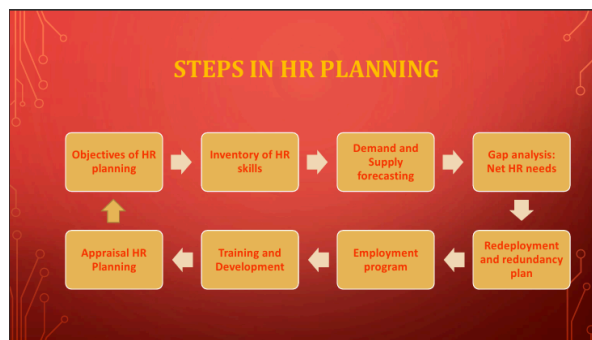 STEPS IN HR PLANNING
Objectives of HR
planning
Inventory of HR
skills
Demand and
Supply
forecasting
Gap analysis:
Net HR needs
Redeployment
and redundancy
plan
Employment
program
Training and
Development
Appraisal HR
Planning